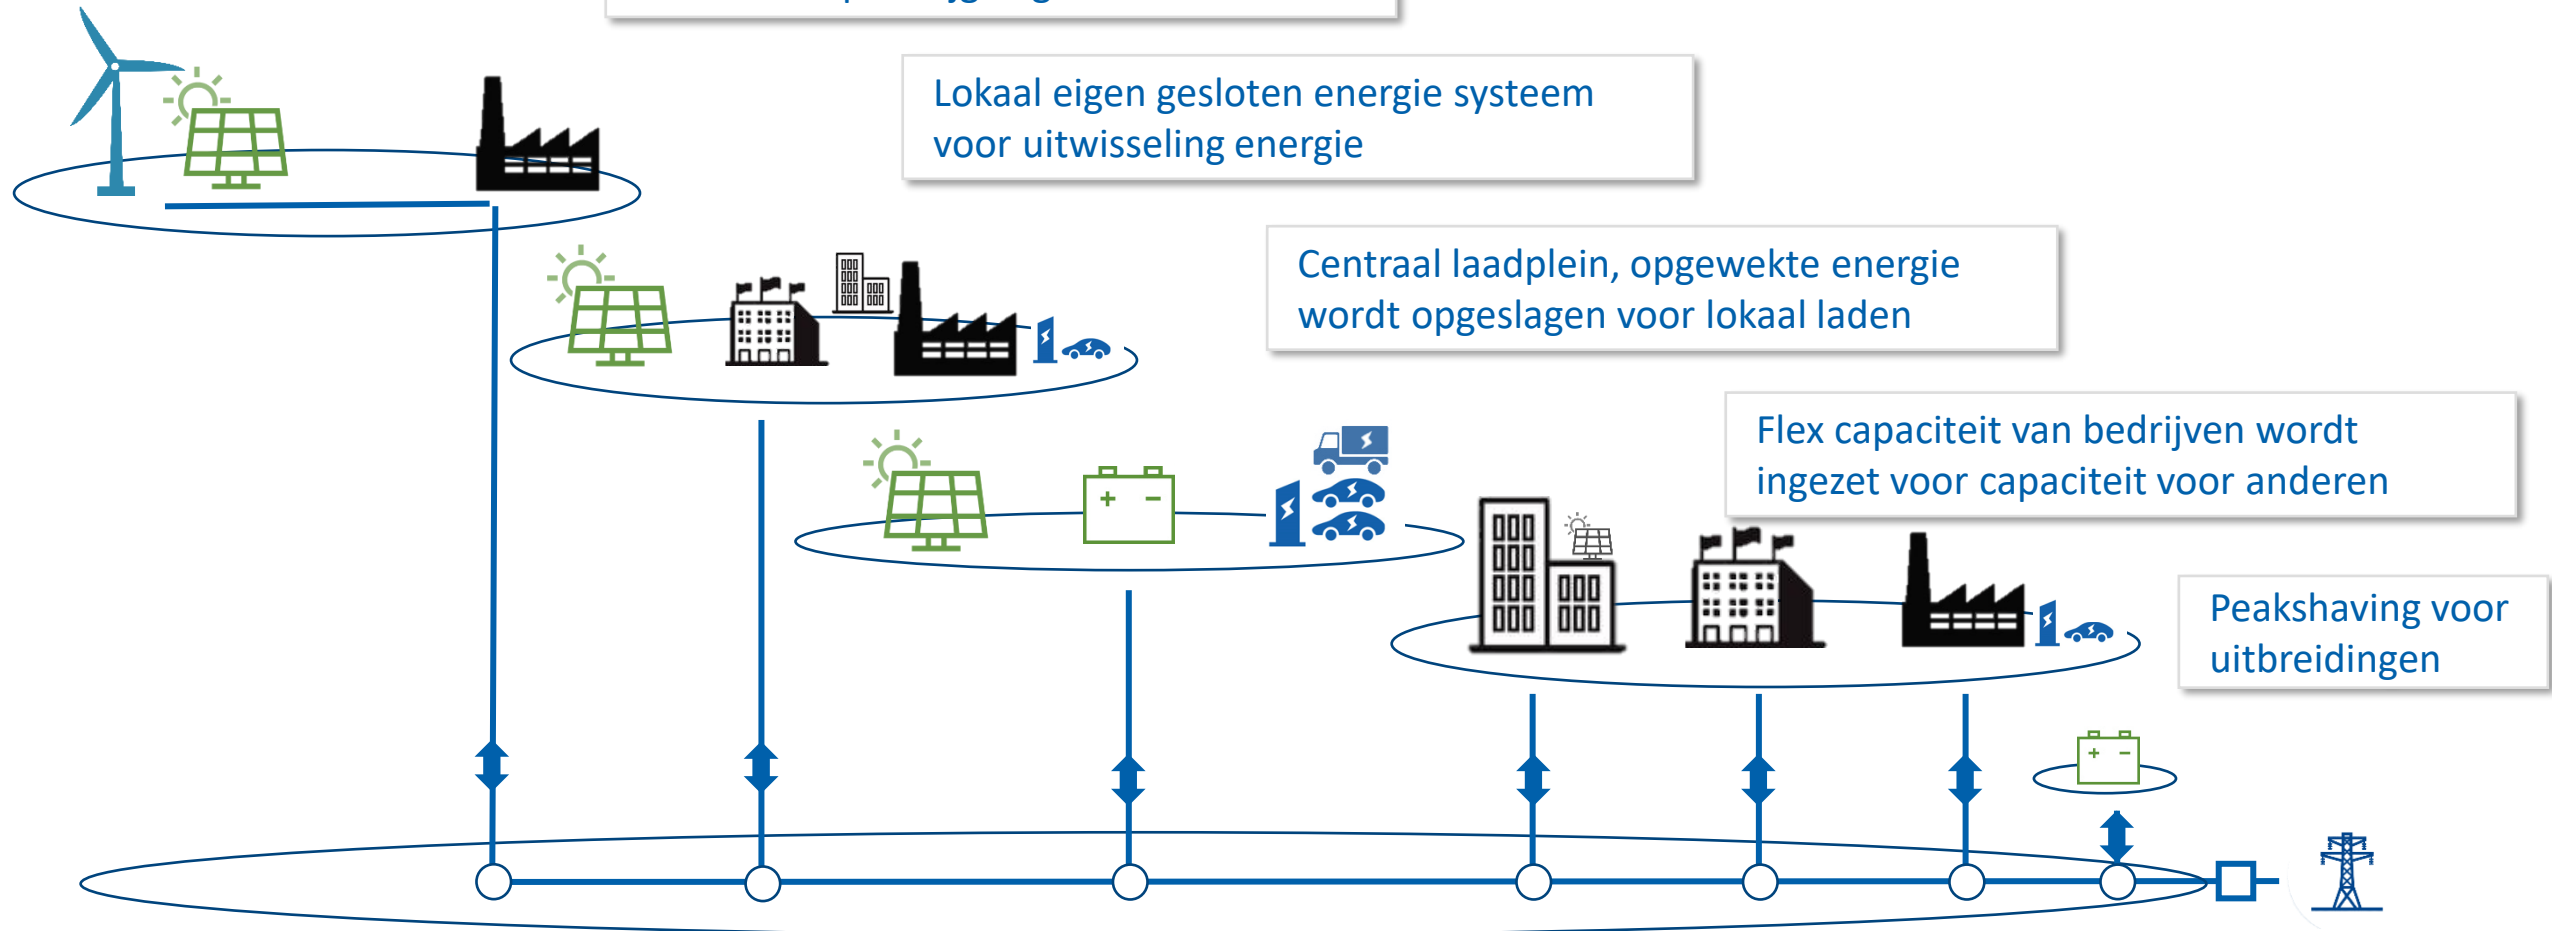 Lokaal eigen gesloten energie systeem
voor uitwisseling energie
Centraal laadplein, opgewekte energie
wordt opgeslagen voor lokaal laden
Flex capaciteit van bedrijven wordt
ingezet voor capaciteit voor anderen
Peakshaving voor
uitbreidingen